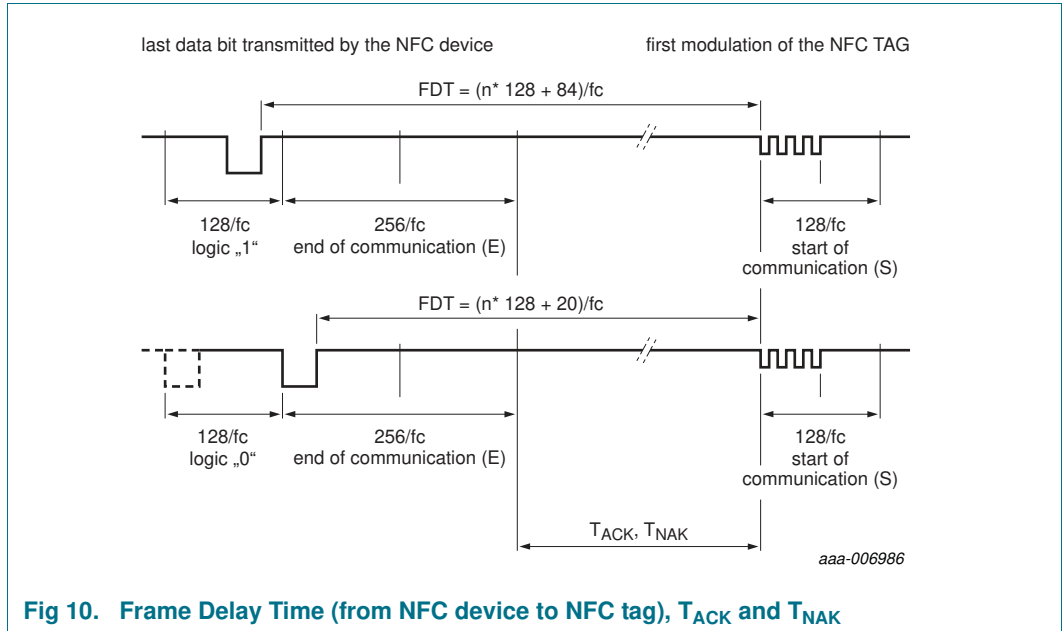 last data bit transmitted by the NFC device
first modulation of the NFC TAG
FDT = (n* 128 + 84)/fc
128/fc
logic „1“
256/fc
end of communication (E)
128/fc
start of
communication (S)
FDT = (n* 128 + 20)/fc
128/fc
logic „0“
256/fc
end of communication (E)
128/fc
start of
communication (S)
TACK, TNAK
aaa-006986
Fig 10. Frame Delay Time (from NFC device to NFC tag), TACK and TNAK